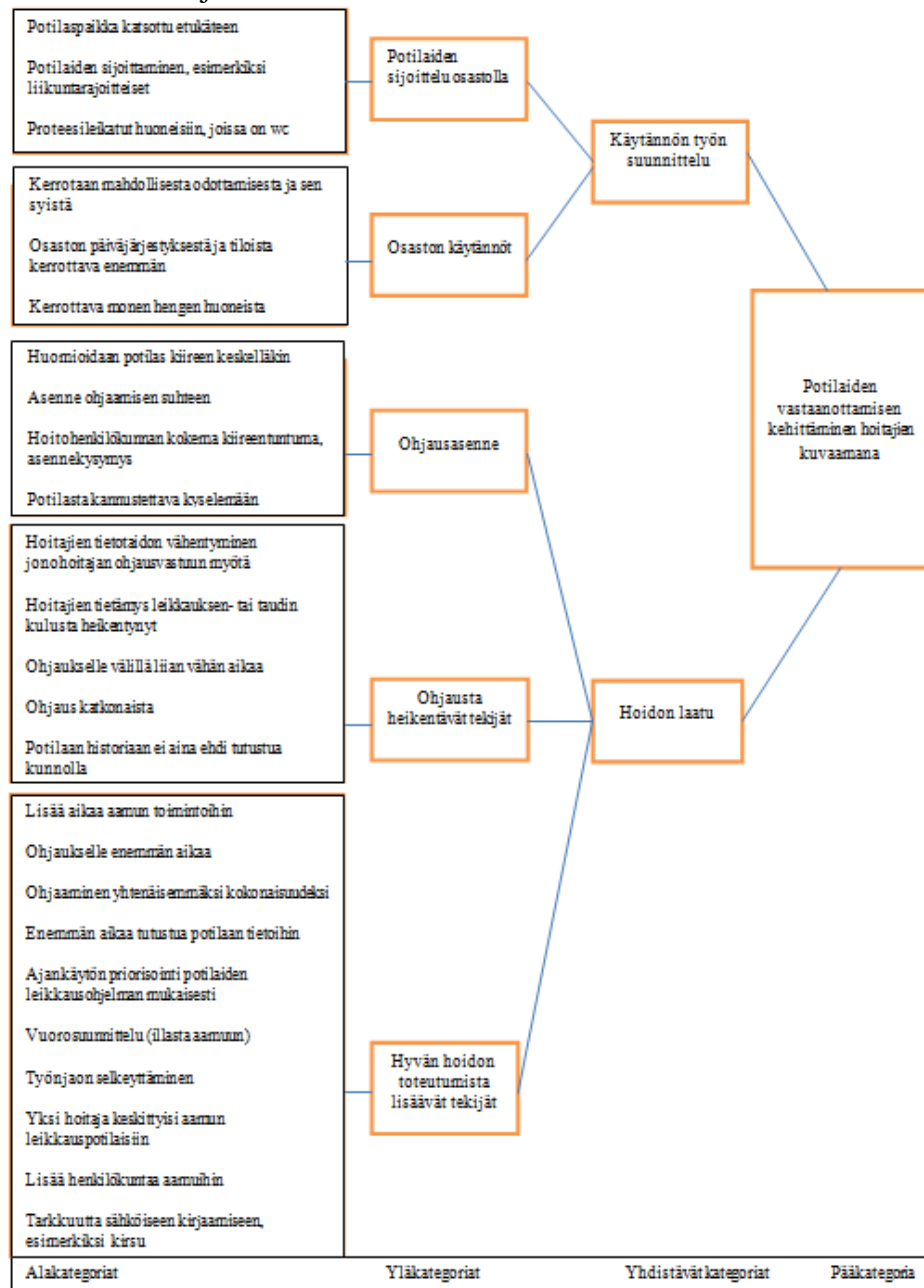 Potilaspaikka katsottu etukäteen
Potilaiden sijoittaminen, esimerkiksi
liikuntarajoitteiset
Proteesileikatut huoneisiin, joissa on wc
Potilaiden
sijoittelu osastolla
Käytännön työn
suunnittelu
Kerrotaan mahdollisesta odottamisesta ja sen
syistä
Osaston päiväjärjestyksestä ja tiloista
kerrottava enemmän
Kerrottava monen hengen huoneista
Osaston käytännöt
Potilaiden
vastaanottamisen
kehittäminen hoitajien
kuvaamana
Huomioidaan potilas kiireen keskelläkin
Asenne ohjaamisen suhteen
Hoitohenkilökunnan kokema kiireentuntuma,
asennekysymys
Potilasta kannustettava kyselemään
Ohjausasenne
Hoitajien tietotaidon vähentyminen
jonohoitajan ohjausvastuun myötä
Hoitajien tietämys leikkauksen- tai taudin
kulusta heikentynyt
Ohjaukselle välillä liian vähän aikaa
Ohjaus katkonaista
Potilaan historiaan ei aina ehdi tutustua
kunnolla
Ohjausta
heikentävät tekijät
Hoidon laatu
Lisää aikaa aamun toimintoihin
Ohjaukselle enemmän aikaa
Ohjaaminen yhtenäisemmäksi kokonaisuudeksi
Enemmän aikaa tutustua potilaan tietoihin
Ajankäytön priorisointi potilaiden
leikkausohjelman mukaisesti
Vuorosuunnittelu (illasta aamuun)
Työnjaon selkeyttäminen
Yksi hoitaja keskittyisi aamun
leikkauspotilaisiin
Lisää henkilökuntaa aamuihin
Tarkkuutta sähköiseen kirjaamiseen,
esimerkiksi kirsu
Hyvän hoidon
toteutumista
lisäävät tekijät
Alakategoriat Yläkategoriat Yhdistävät kategoriat Pääkategoria